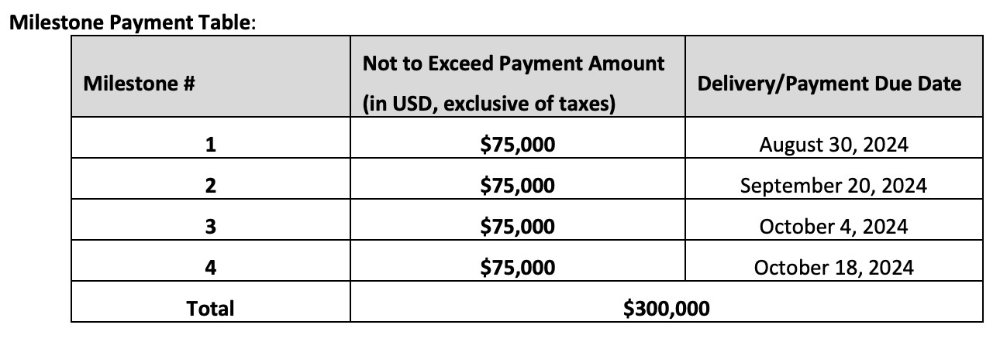 Milestone Payment Table:
Milestone #
Not to Exceed Payment Amount
(in USD, exclusive of taxes)
Delivery/Payment Due Date
1 $75,000 August 30, 2024
2 $75,000 September 20, 2024
3 $75,000 October 4, 2024
4 $75,000 October 18, 2024
Total $300,000